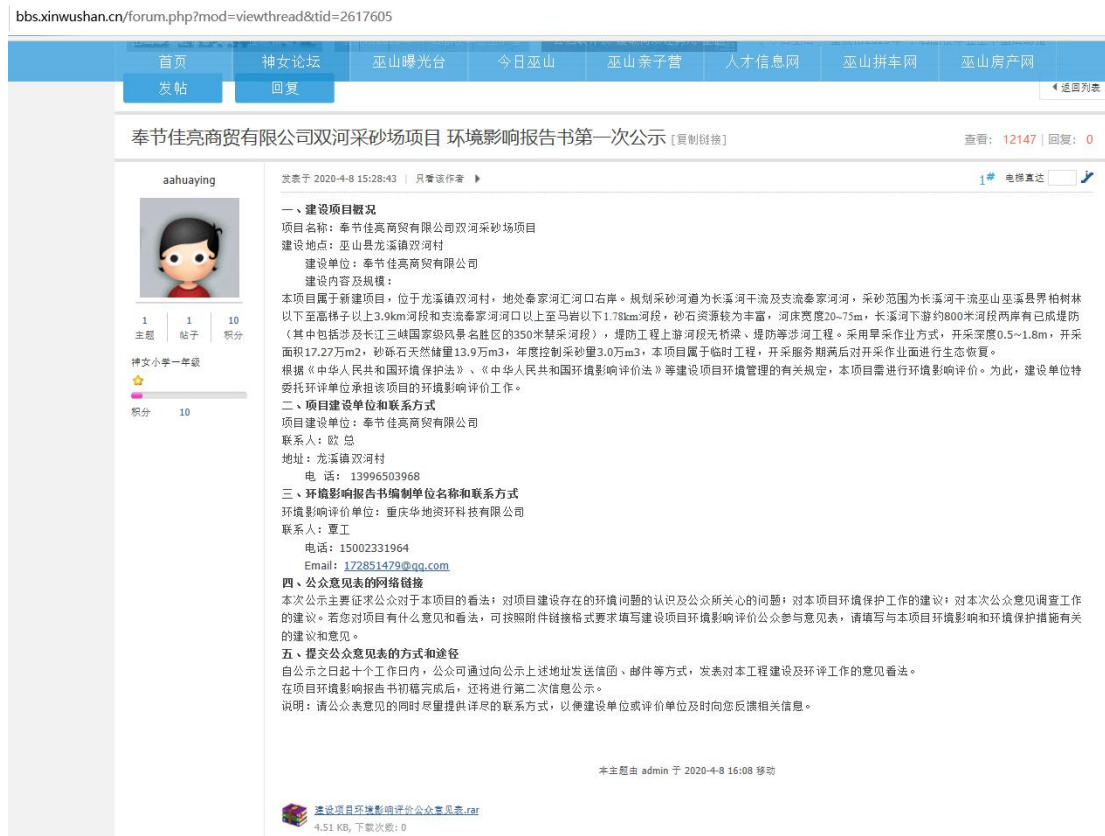 bbs.xinwushan.cn/forum.php?mod=viewthread&tid=2617605
首页 神女论坛 巫山曝光台 今日巫山 巫山亲子营 人才信息网 巫山拼车网 巫山房产网
发帖 回复 返回列表
奉节佳亮商贸有限公司双河采砂场项目 环境影响报告书第一次公示 [复制链接] 查看: 12147 | 回复: 0
aahuaying
发表于 2020-4-8 15:28:43 | 只看该作者
1# 电梯直达
1 1 10
主题 帖子 积分
神女小学一年级
积分 10
一、建设项目概况
项目名称：奉节佳亮商贸有限公司双河采砂场项目
建设地点：巫山县龙溪镇双河村
建设单位：奉节佳亮商贸有限公司
建设内容及规模：
本项目属于新建项目，位于龙溪镇双河村，地处奉家河汇河口右岸。规划采砂河道为长溪河干流及支流秦家河河，采砂范围为长溪河干流巫山巫溪县界柏树林
以下至高梯子以上3.9km河段和支流秦家河河口以上至马岩以下1.78km河段，砂石资源较为丰富，河床宽度20~75m，长溪河下游约800米河段两岸有已成堤防
（其中包括涉及长江三峡国家级风景名胜区的350米禁采河段），堤防工程上游河段无桥梁、堤防等涉河工程。采用旱采作业方式，开采深度0.5~1.8m，开采
面积17.27万m2，砂砾石天然储量13.9万m3，年度控制采砂量3.0万m3，本项目属于临时工程，开采服务期满后对开采作业面进行生态恢复。
根据《中华人民共和国环境保护法》、《中华人民共和国环境影响评价法》等建设项目环境管理的有关规定，本项目需进行环境影响评价。为此，建设单位特
委托环评单位承担该项目的环境影响评价工作。
二、项目建设单位和联系方式
项目建设单位：奉节佳亮商贸有限公司
联系人：欧 总
地址：龙溪镇双河村
电 话： 13996503968
三、环境影响报告书编制单位名称和联系方式
环境影响评价单位：重庆华地资环科技有限公司
联系人：覃工
电话：15002331964
Email：172851479@qq.com
四、公众意见表的网络链接
本次公示主要征求公众对于本项目的看法；对项目建设存在的环境问题的认识及公众所关心的问题；对本项目环境保护工作的建议；对本次公众意见调查工作
的建议。若您对项目有什么意见和看法，可按照附件链接格式要求填写建设项目环境影响评价公众参与意见表，请填写与本项目环境影响和环境保护措施有关
的建议和意见。
五、提交公众意见表的方式和途径
自公示之日起十个工作日内，公众可通过向公示上述地址发送信函、邮件等方式，发表对本工程建设及环评工作的意见看法。
在项目环境影响报告书初稿完成后，还将进行第二次信息公示。
说明：请公众表意见的同时尽量提供详尽的联系方式，以便建设单位或评价单位及时向您反馈相关信息。
本主题由 admin 于 2020-4-8 16:08 移动
建设项目环境影响评价公众意见表.rar
4.51 KB, 下载次数: 0